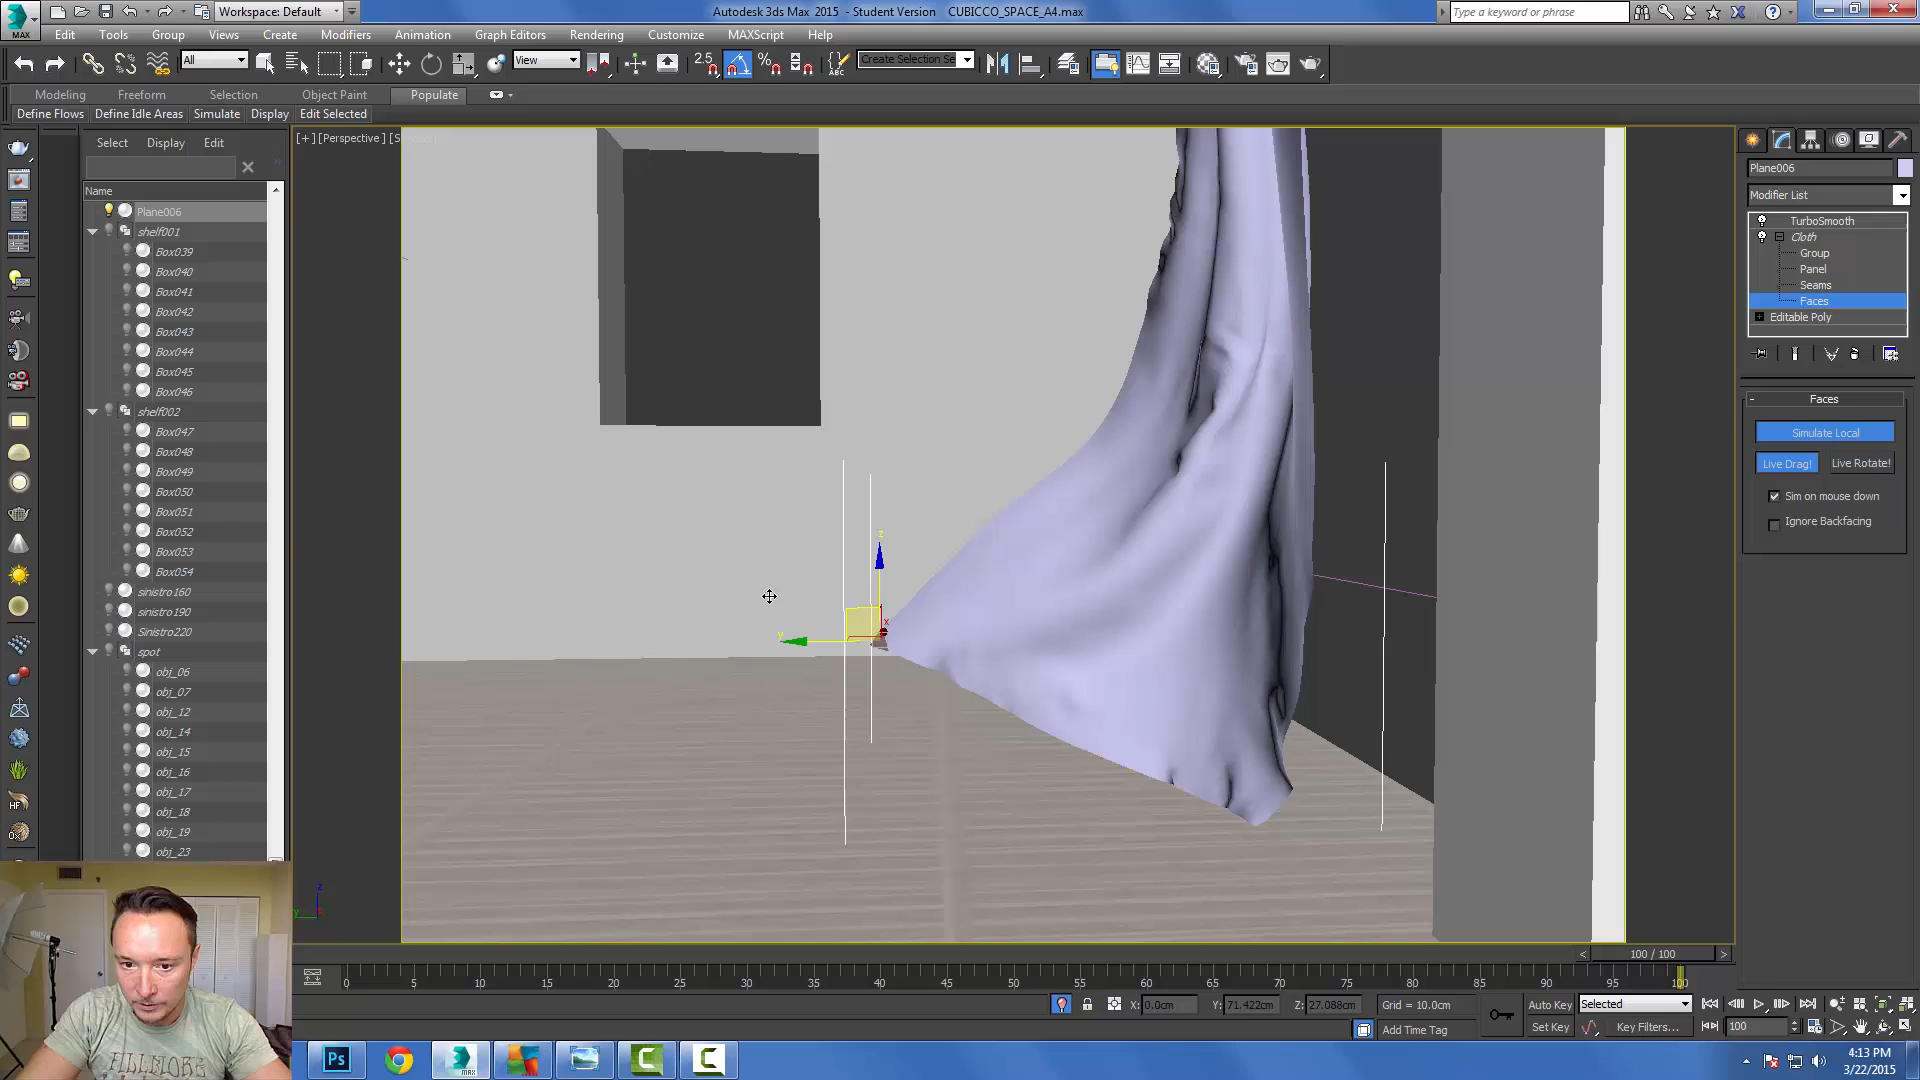 Workspace: Default
Autodesk 3ds Max 2015 - Student Version CUBICCO_SPACE_A4.max
Type a keyword or phrase
MAX
Edit Tools Group Views Create Modifiers Animation Graph Editors Rendering Customize MAXScript Help
All
View
2.5
Create Selection Se
Modeling Freeform Selection Object Paint Populate
Define Flows Define Idle Areas Simulate Display Edit Selected
Select Display Edit
[+] [Perspective ] [S
Name
Plane006
shelf001
Box039
Box040
Box041
Box042
Box043
Box044
Box045
Box046
shelf002
Box047
Box048
Box049
Box050
Box051
Box052
Box053
Box054
sinistro160
sinistro190
Sinistro220
spot
obj_06
obj_07
obj_12
obj_14
obj_15
obj_16
obj_17
obj_18
obj_19
obj_23
z
x
y
z
y
Plane006
Modifier List
TurboSmooth
Cloth
Group
Panel
Seams
Faces
Editable Poly
- Faces
Simulate Local
Live Drag! Live Rotate!
Sim on mouse down
Ignore Backfacing
FILLMORE
< 100 / 100 >
0 5 10 15 20 25 30 35 40 45 50 55 60 65 70 75 80 85 90 95 100
X: 0.0cm Y: 71.422cm Z: 27.088cm Grid = 10.0cm
Auto Key Selected
Add Time Tag
Set Key Key Filters... 100
Ps
MAX
4:13 PM
3/22/2015